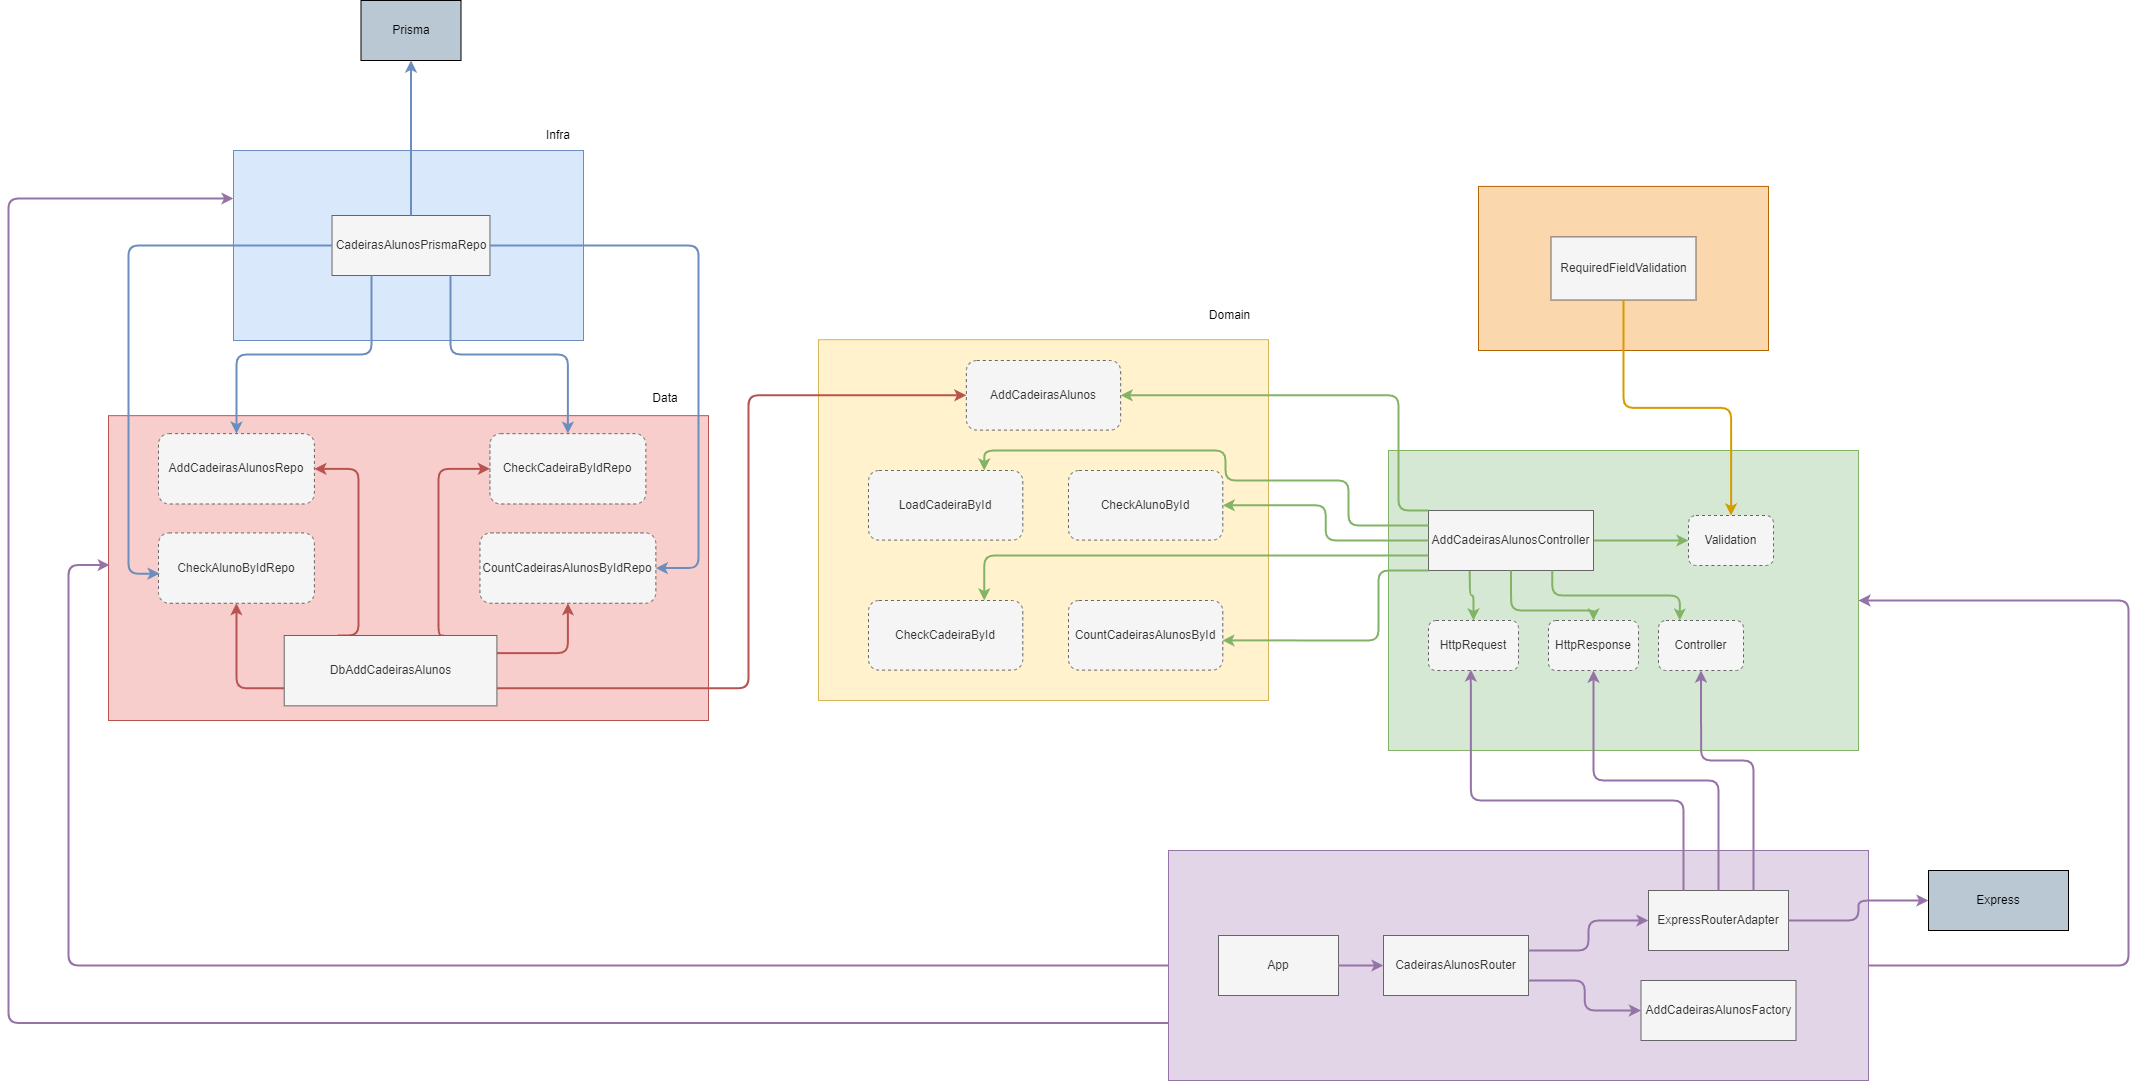 Prisma
Infra
CadeirasAlunosPrismaRepo
RequiredFieldValidation
Domain
Data
AddCadeirasAlunos
AddCadeirasAlunosRepo
CheckCadeiraByIdRepo
LoadCadeiraById
CheckAlunoById
AddCadeirasAlunosController
Validation
CheckAlunoByIdRepo
CountCadeirasAlunosByIdRepo
CheckCadeiraById
CountCadeirasAlunosById
HttpRequest
HttpResponse
Controller
DbAddCadeirasAlunos
ExpressRouterAdapter
Express
App
CadeirasAlunosRouter
AddCadeirasAlunosFactory